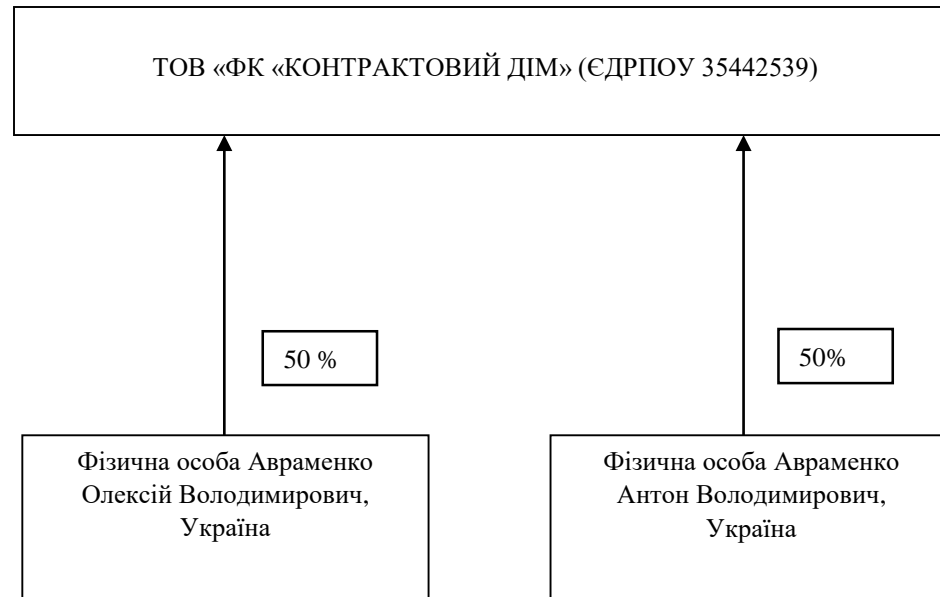 ТОВ «ФК «КОНТРАКТОВИЙ ДІМ» (ЄДРПОУ 35442539)
50 %
50%
Фізична особа Авраменко
Олексій Володимирович,
Україна
Фізична особа Авраменко
Антон Володимирович,
Україна